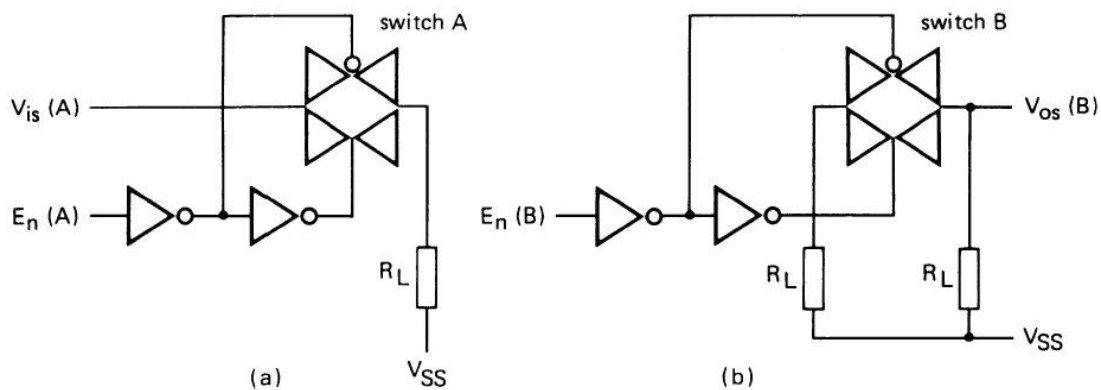 switch A
V_is (A)
E_n (A)
R_L
V_SS
(a)
switch B
V_os (B)
E_n (B)
R_L
R_L
V_SS
(b)